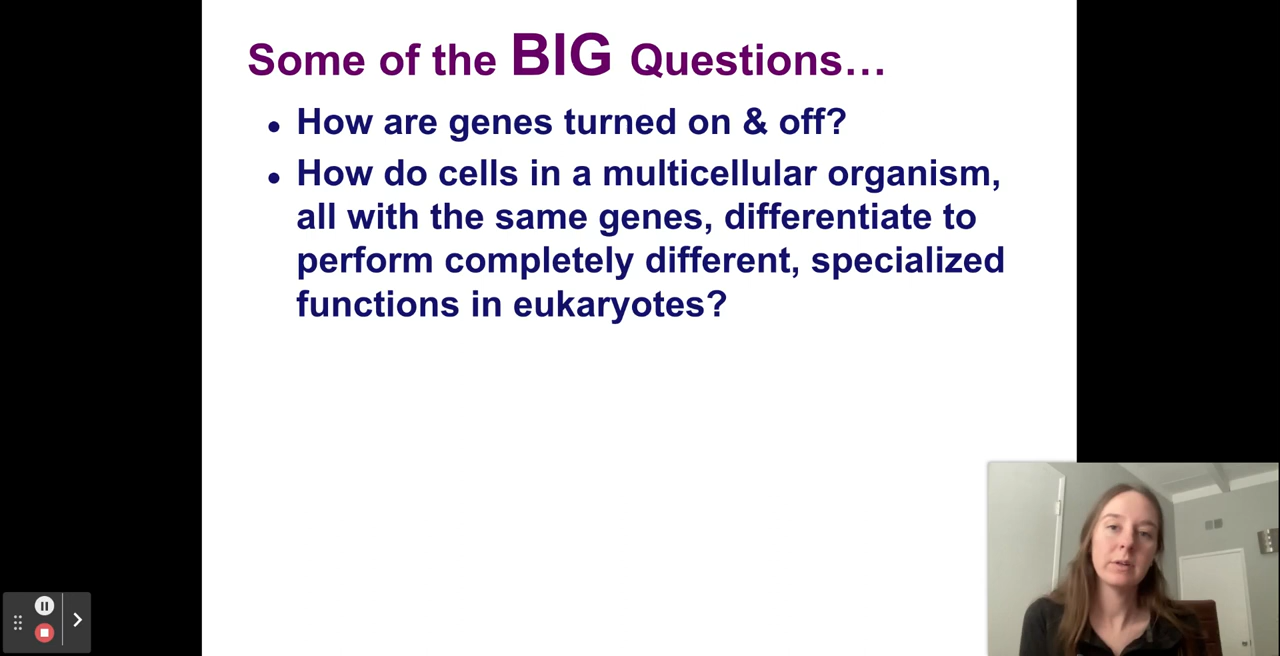 Some of the BIG Questions…
• How are genes turned on & off?
• How do cells in a multicellular organism,
all with the same genes, differentiate to
perform completely different, specialized
functions in eukaryotes?